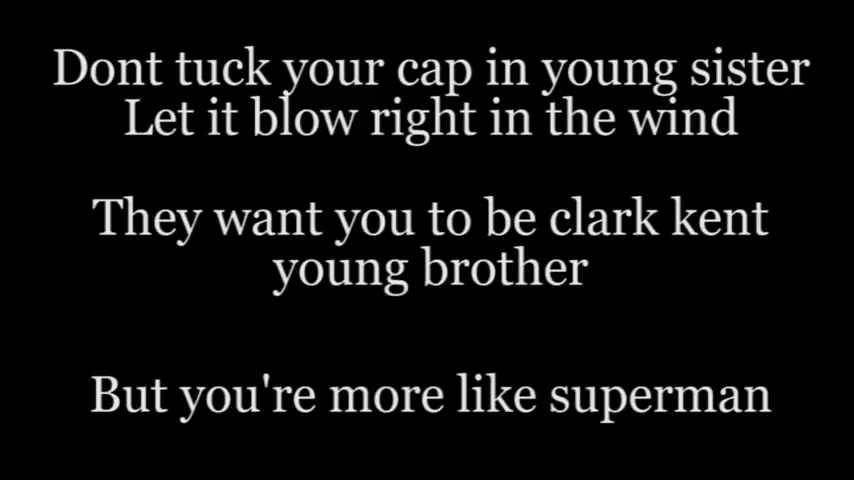 Dont tuck your cap in young sister
Let it blow right in the wind
They want you to be clark kent
young brother
But you're more like superman